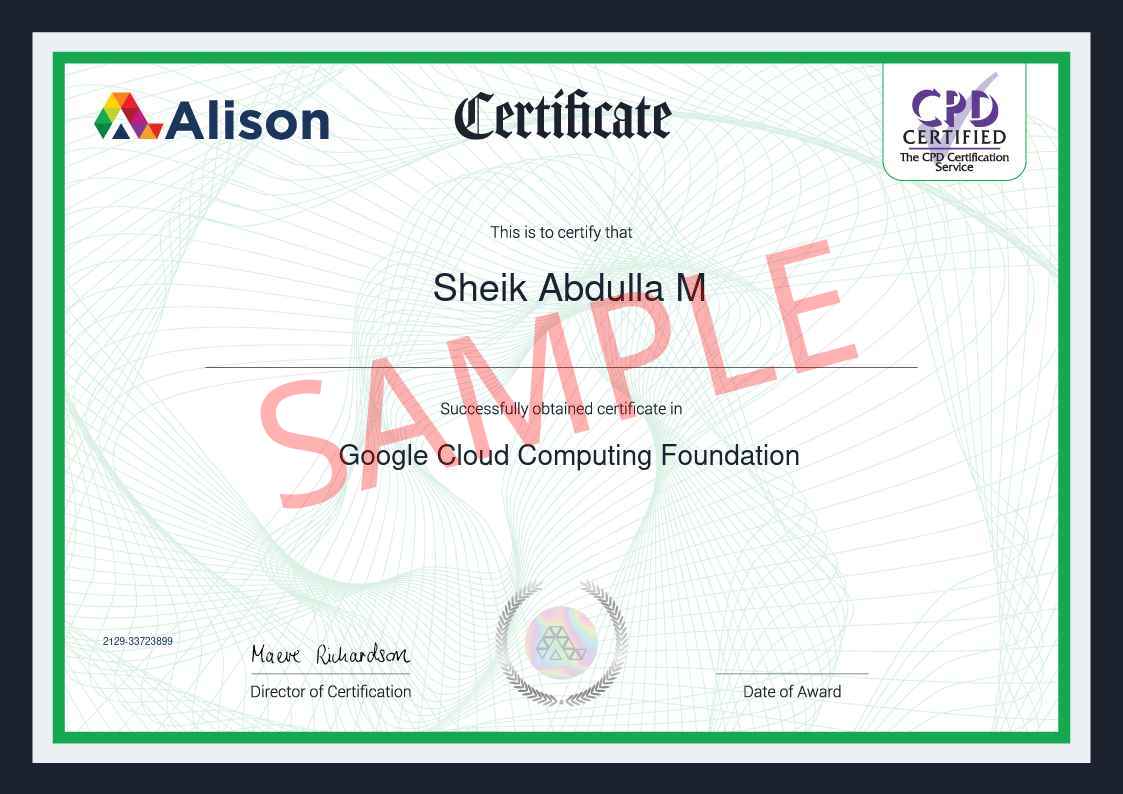 Alison
Certificate
CPD
CERTIFIED
The CPD Certification
Service
This is to certify that
Sheik Abdulla M
SAMPLE
Successfully obtained certificate in
Google Cloud Computing Foundation
2129-33723899
Maeve Richardson
Director of Certification
Date of Award